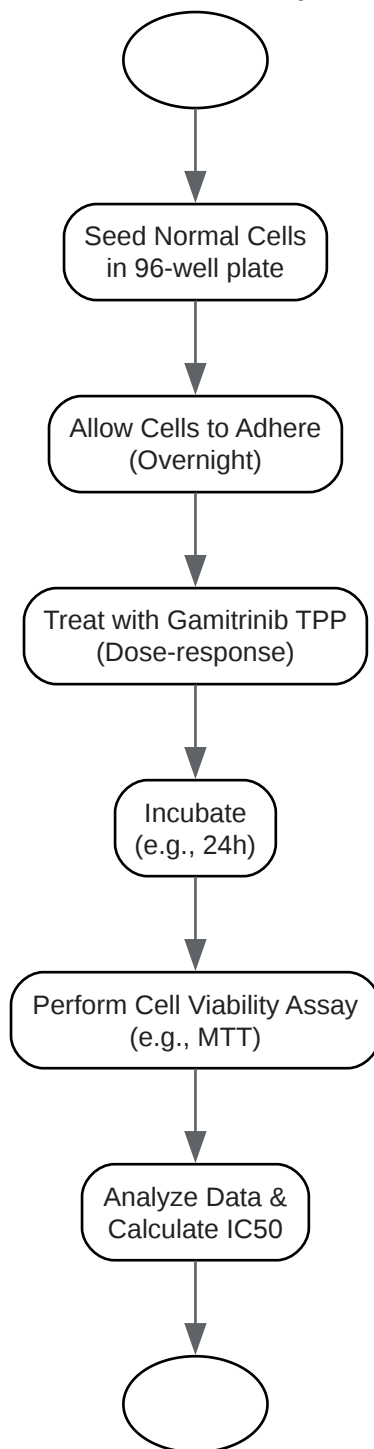 Seed Normal Cells
in 96-well plate
Allow Cells to Adhere
(Overnight)
Treat with Gamitrinib TPP
(Dose-response)
Incubate
(e.g., 24h)
Perform Cell Viability Assay
(e.g., MTT)
Analyze Data &
Calculate IC50